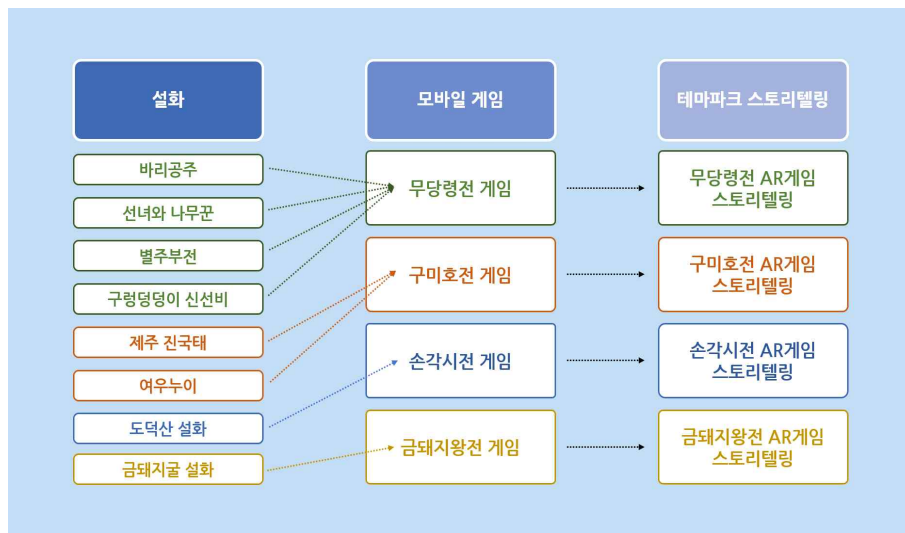 설화
모바일 게임
테마파크 스토리텔링
바리공주
선녀와 나무꾼
별주부전
구렁덩덩이 신선비
제주 진국태
여우누이
도덕산 설화
금돼지굴 설화
무당령전 게임
구미호전 게임
손각시전 게임
금돼지왕전 게임
무당령전 AR게임
스토리텔링
구미호전 AR게임
스토리텔링
손각시전 AR게임
스토리텔링
금돼지왕전 AR게임
스토리텔링